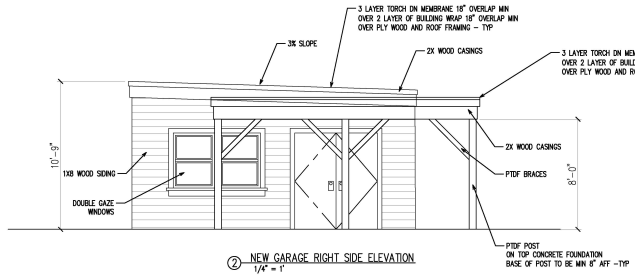 3 LAYER TORCH DN MEMBRANE 18" OVERLAP MIN
OVER 2 LAYER OF BUILDING WRAP 18" OVERLAP MIN
OVER PLY WOOD AND ROOF FRAMING - TYP
3% SLOPE
2X WOOD CASINGS
3 LAYER TORCH DN MEM
OVER 2 LAYER OF BUILD
OVER PLY WOOD AND RO
10'-9"
1X8 WOOD SIDING
DOUBLE GAZE
WINDOWS
2X WOOD CASINGS
PTDF BRACES
8'-0"
PTDF POST
ON TOP CONCRETE FOUNDATION
BASE OF POST TO BE MIN 8" AFF -TYP
2 NEW GARAGE RIGHT SIDE ELEVATION
1/4" = 1'